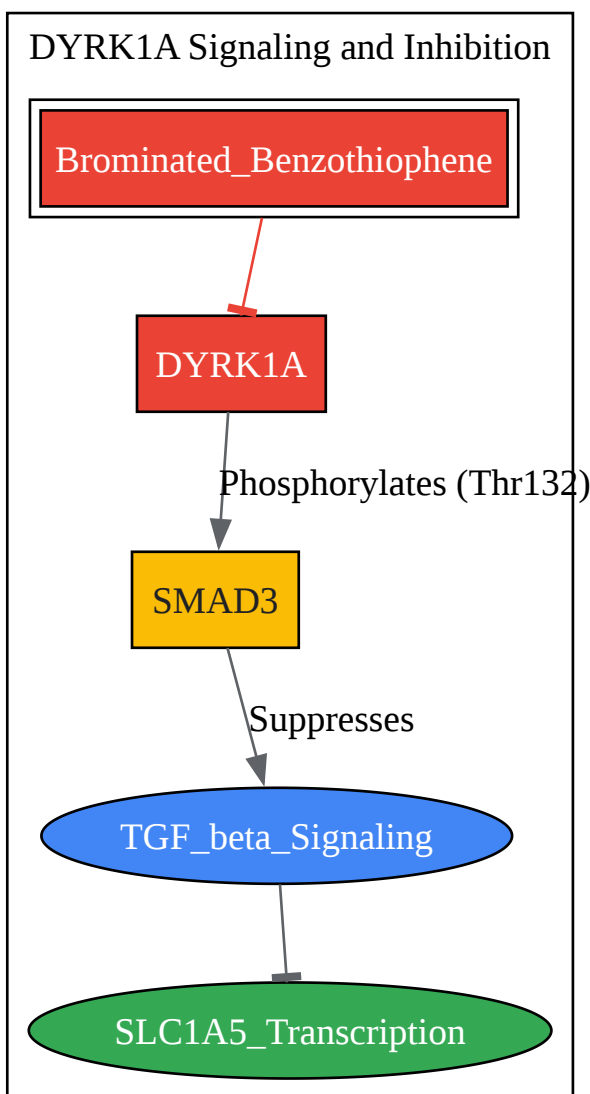 DYRK1A Signaling and Inhibition
Brominated_Benzothiophene
DYRK1A
Phosphorylates (Thr132)
SMAD3
Suppresses
TGF_beta_Signaling
SLC1A5_Transcription